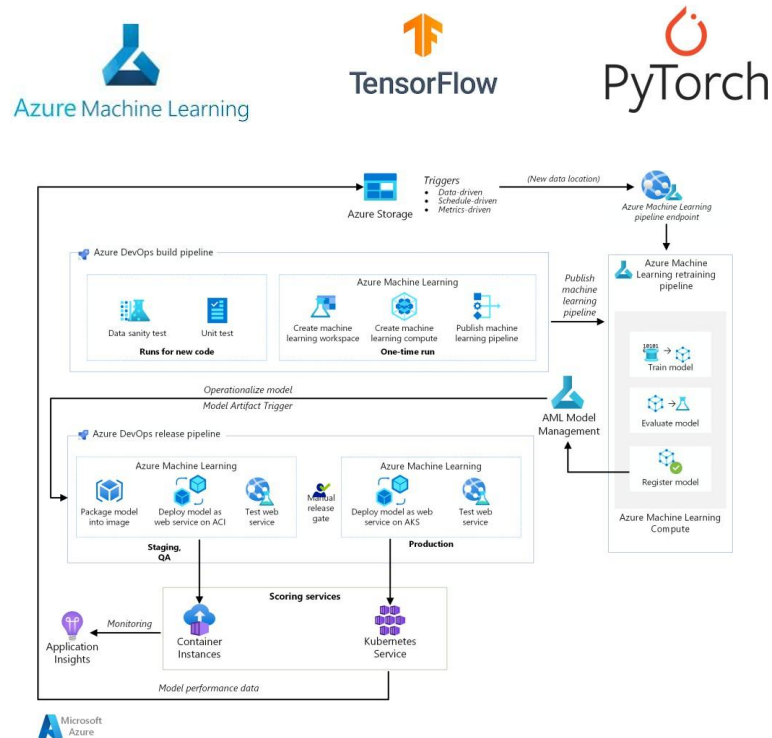 Azure Machine Learning
TensorFlow
PyTorch
Azure Storage
Triggers
• Data-driven
• Schedule-driven
• Metrics-driven
(New data location)
Azure Machine Learning
pipeline endpoint
Azure DevOps build pipeline
Data sanity test
Unit test
Runs for new code
Azure Machine Learning
Create machine
learning workspace
Create machine
learning compute
Publish machine
learning pipeline
One-time run
Publish
machine
learning
pipeline
Azure Machine
Learning retraining
pipeline
10101
Train model
Evaluate model
Register model
Azure Machine Learning
Compute
AML Model
Management
Operationalize model
Model Artifact Trigger
Azure DevOps release pipeline
Azure Machine Learning
Package model
into image
Deploy model as
web service on ACI
Test web
service
Staging,
QA
Manual
release
gate
Azure Machine Learning
Deploy model as web
service on AKS
Test web
service
Production
Scoring services
Container
Instances
Kubernetes
Service
Monitoring
Application
Insights
Model performance data
Microsoft
Azure